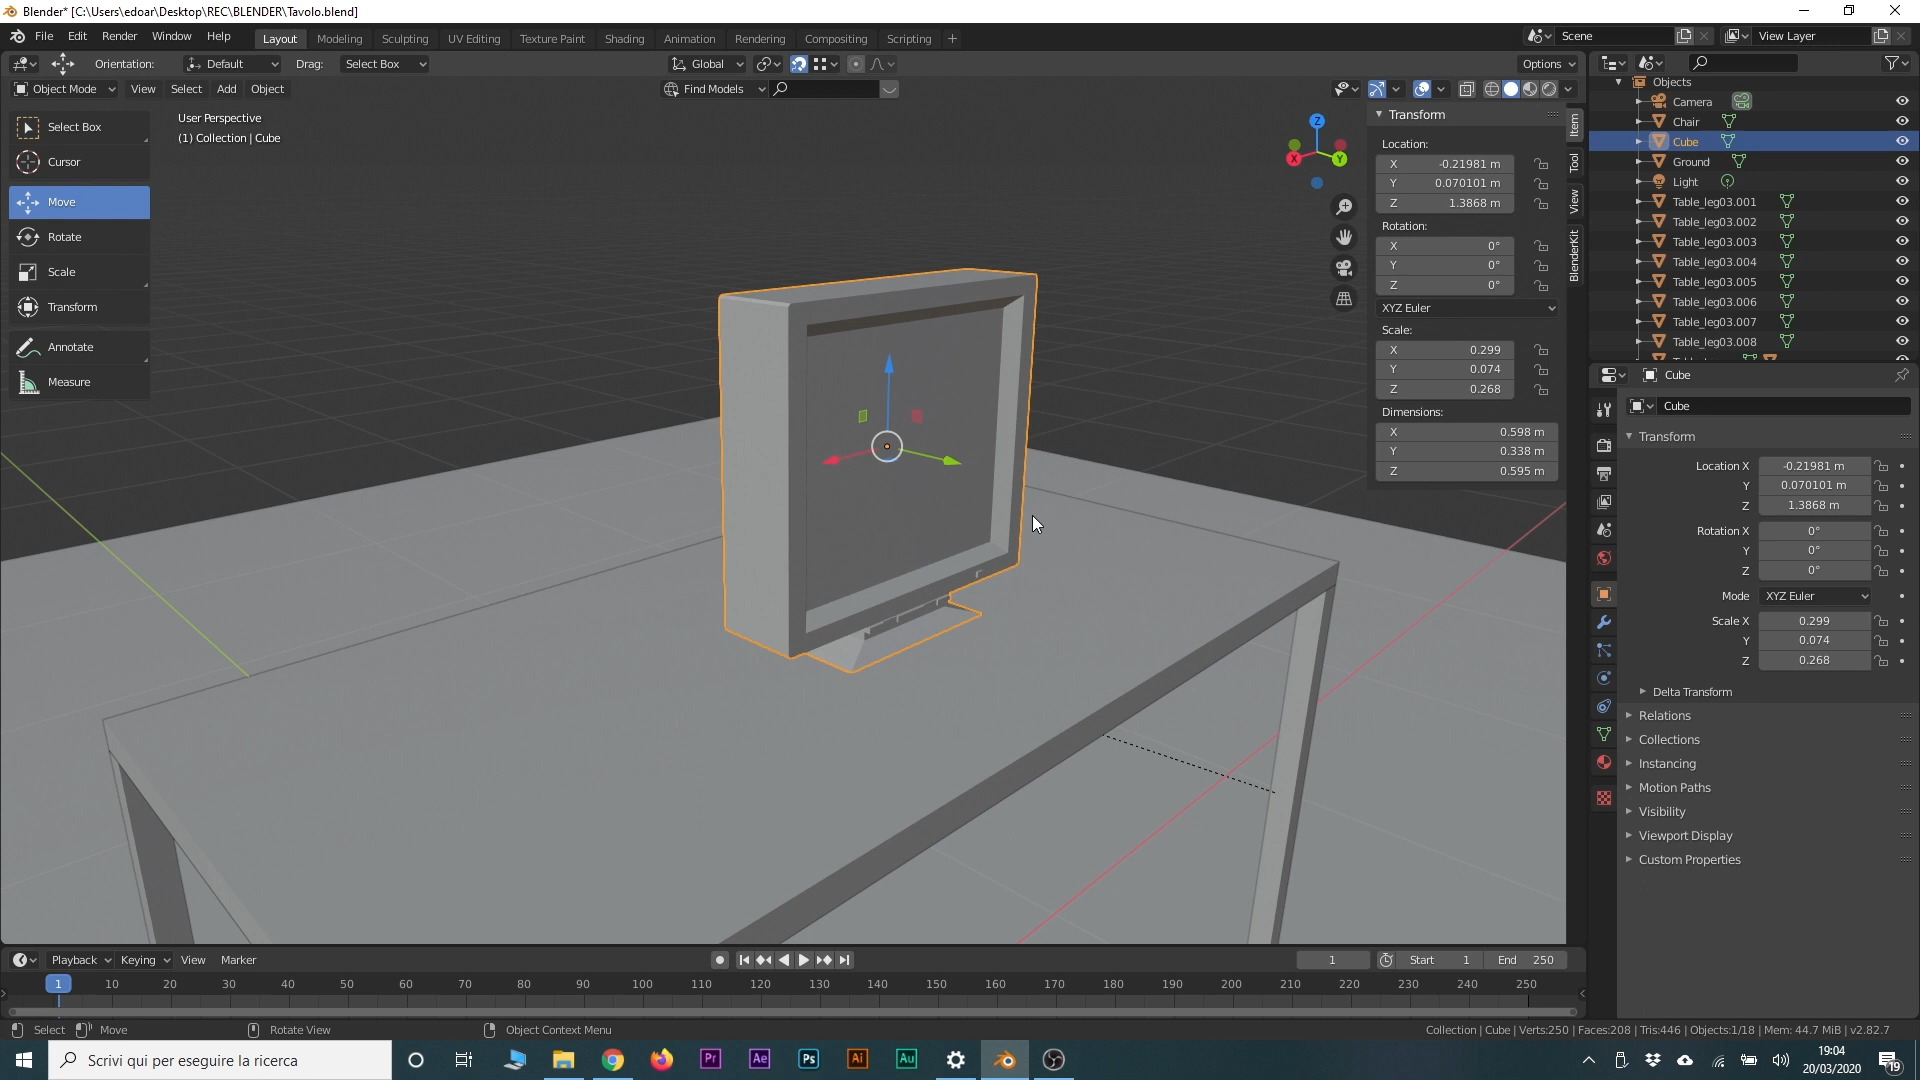 Blender* [C:\Users\edoar\Desktop\REC\BLENDER\Tavolo.blend]
File Edit Render Window Help Layout Modeling Sculpting UV Editing Texture Paint Shading Animation Rendering Compositing Scripting + Scene View Layer
Orientation: Default Drag: Select Box Global Options
Object Mode View Select Add Object Find Models
User Perspective
(1) Collection | Cube
Select Box
Cursor
Move
Rotate
Scale
Transform
Annotate
Measure
Z
X
Y
Transform
Location:
X -0.21981 m
Y 0.070101 m
Z 1.3868 m
Rotation:
X 0°
Y 0°
Z 0°
XYZ Euler
Scale:
X 0.299
Y 0.074
Z 0.268
Dimensions:
X 0.598 m
Y 0.338 m
Z 0.595 m
Item
Tool
View
BlenderKit
Objects
Camera
Chair
Cube
Ground
Light
Table_leg03.001
Table_leg03.002
Table_leg03.003
Table_leg03.004
Table_leg03.005
Table_leg03.006
Table_leg03.007
Table_leg03.008
Cube
Cube
Transform
Location X -0.21981 m
Y 0.070101 m
Z 1.3868 m
Rotation X 0°
Y 0°
Z 0°
Mode XYZ Euler
Scale X 0.299
Y 0.074
Z 0.268
Delta Transform
Relations
Collections
Instancing
Motion Paths
Visibility
Viewport Display
Custom Properties
Playback Keying View Marker 1 Start 1 End 250
1 10 20 30 40 50 60 70 80 90 100 110 120 130 140 150 160 170 180 190 200 210 220 230 240 250
Select Move Rotate View Object Context Menu Collection | Cube | Verts:250 | Faces:208 | Tris:446 | Objects:1/18 | Mem: 44.7 MiB | v2.82.7
Scrivi qui per eseguire la ricerca
Pr Ae Ps Ai Au
19:04
20/03/2020
19